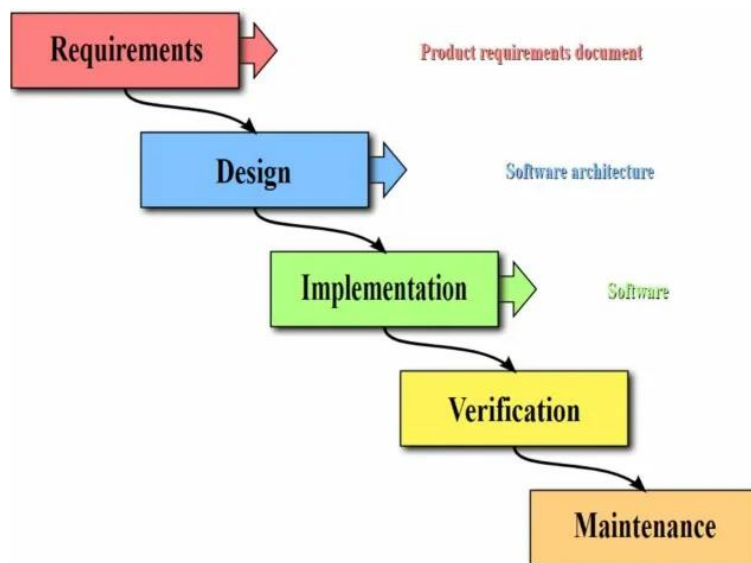 Requirements
Product requirements document
Design
Software architecture
Implementation
Software
Verification
Maintenance